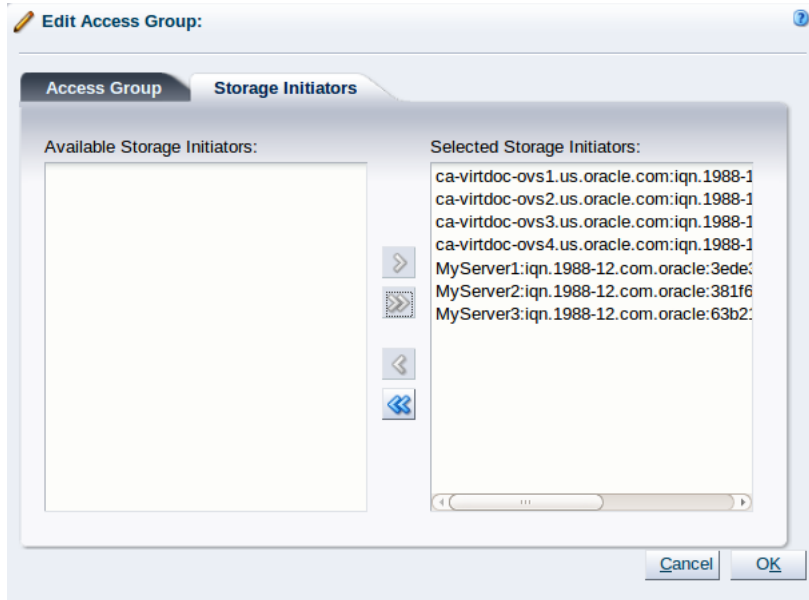 Edit Access Group:
?
Access Group
Storage Initiators
Available Storage Initiators:
Selected Storage Initiators:
ca-virtdoc-ovs1.us.oracle.com:iqn.1988-1
ca-virtdoc-ovs2.us.oracle.com:iqn.1988-1
ca-virtdoc-ovs3.us.oracle.com:iqn.1988-1
ca-virtdoc-ovs4.us.oracle.com:iqn.1988-1
MyServer1:iqn.1988-12.com.oracle:3ede3
MyServer2:iqn.1988-12.com.oracle:381f6
MyServer3:iqn.1988-12.com.oracle:63b21
Cancel
OK